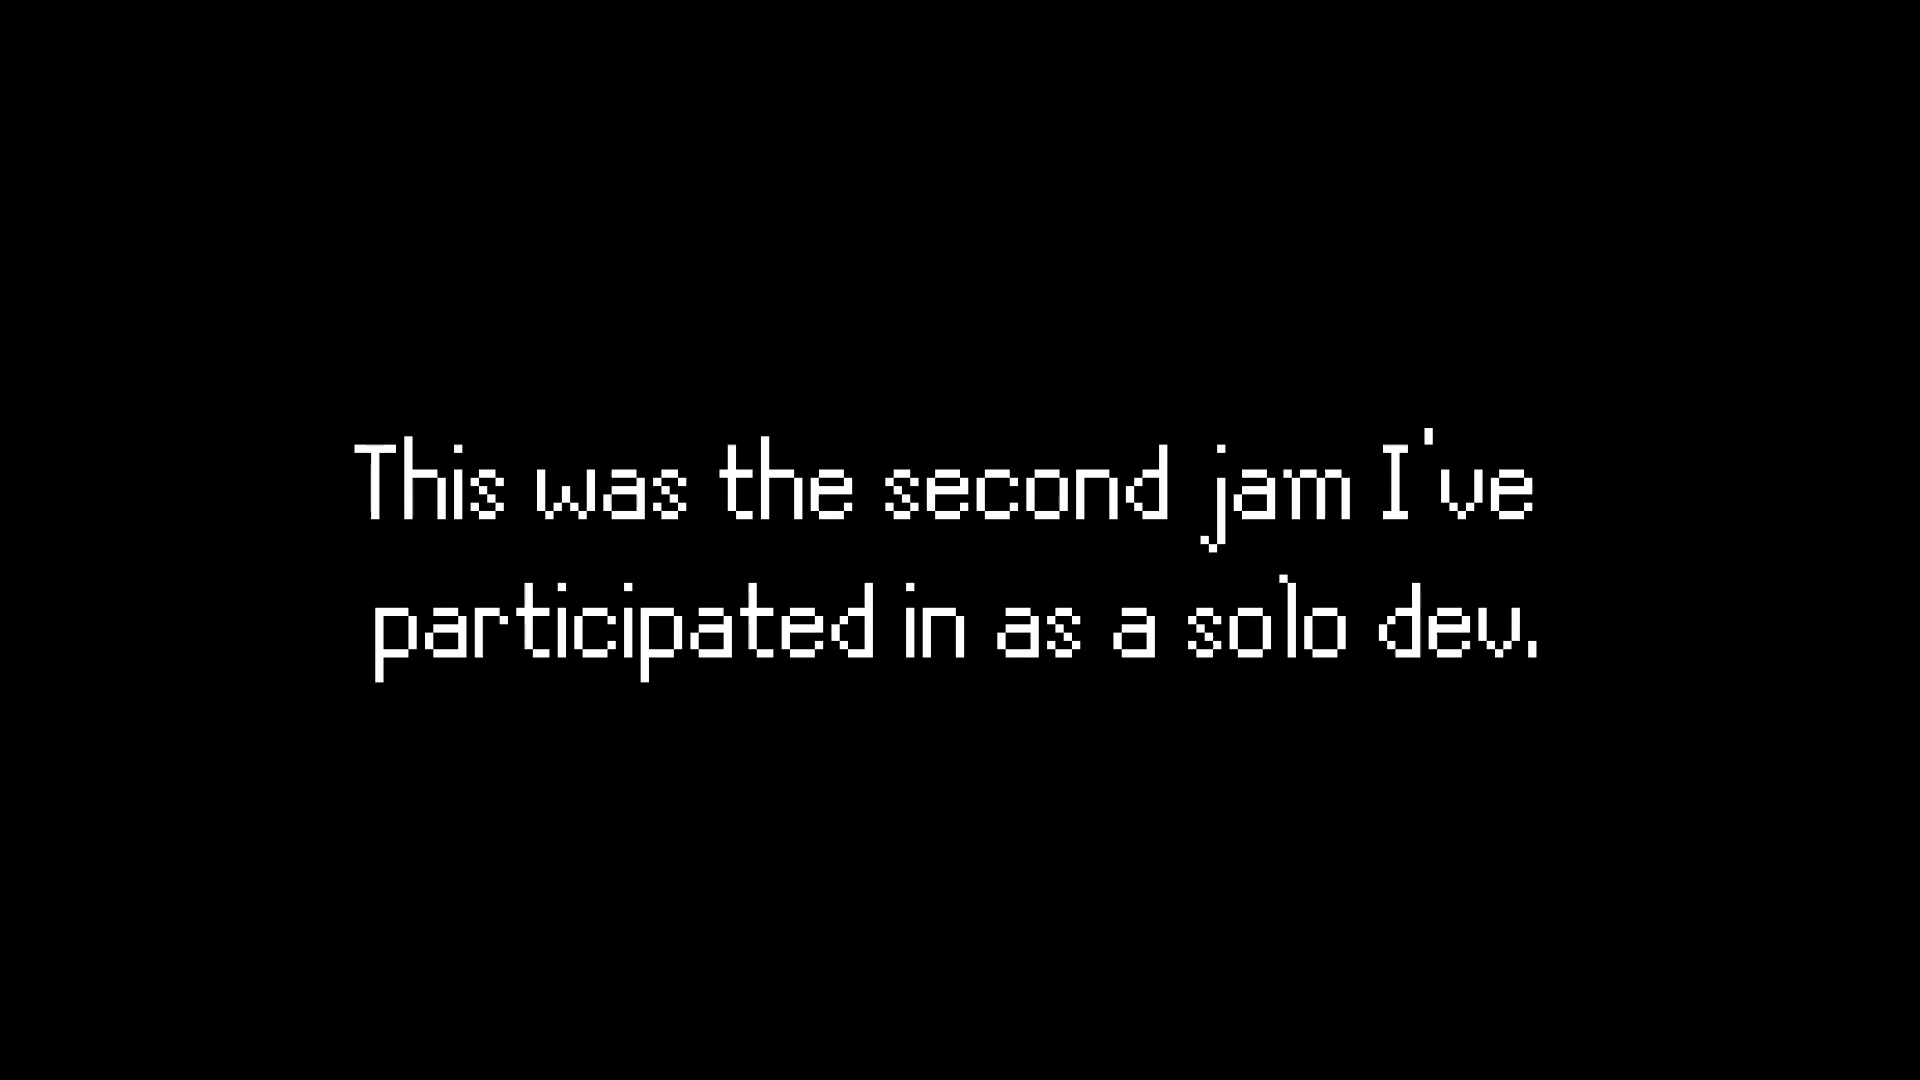 This was the second jam I've
participated in as a solo dev.